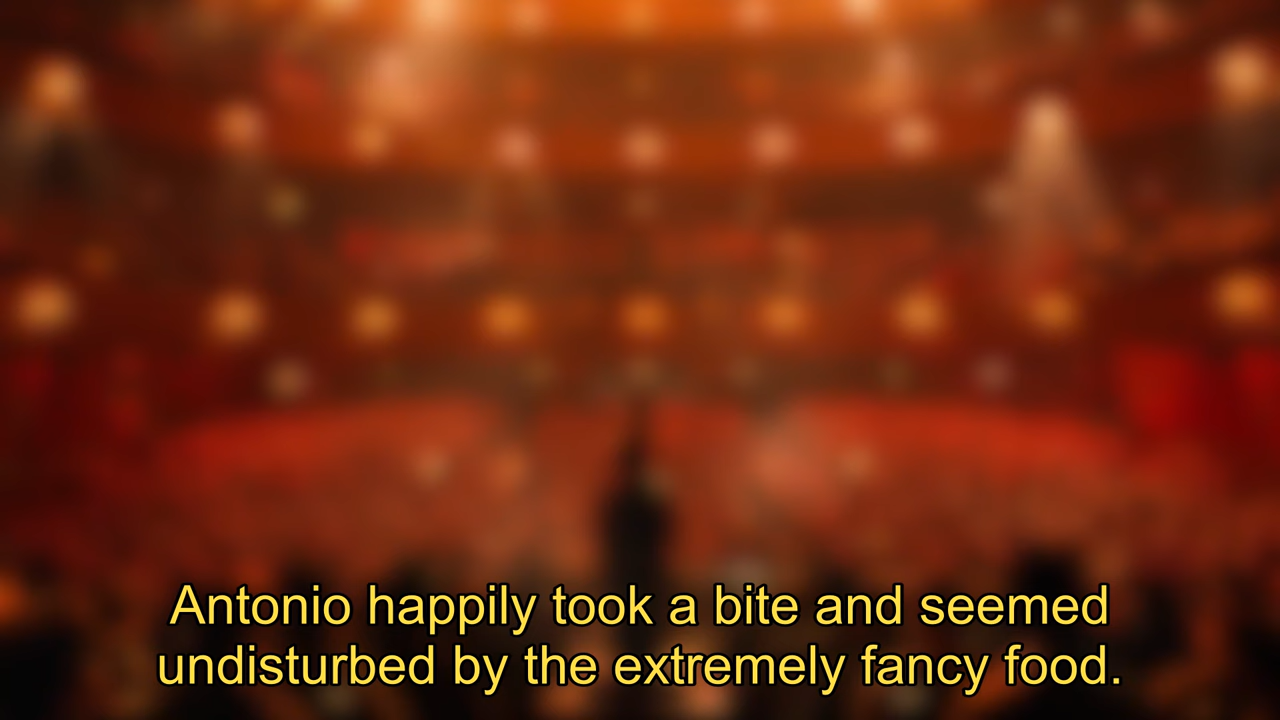 Antonio happily took a bite and seemed
undisturbed by the extremely fancy food.